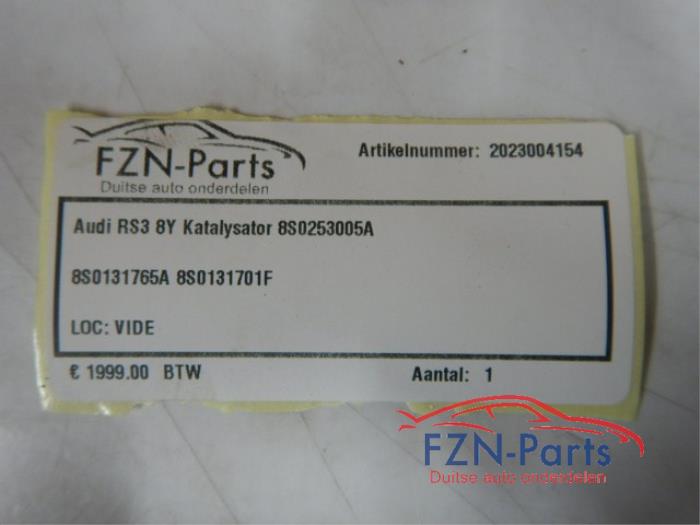 FZN-Parts
Duitse auto onderdelen
Artikelnummer: 2023004154
Audi RS3 8Y Katalysator 8S0253005A
8S0131765A 8S0131701F
LOC: VIDE
€ 1999.00 BTW
Aantal: 1
FZN-Parts
Duitse auto onderdelen